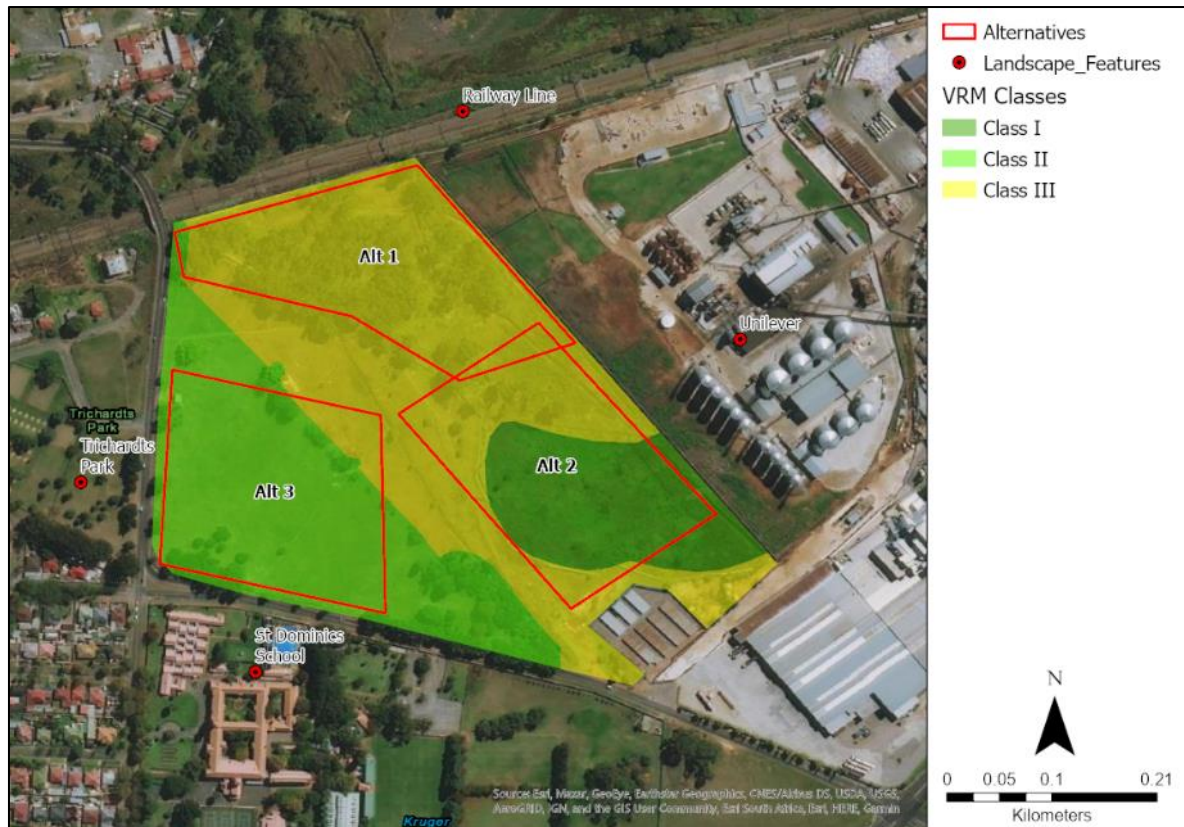 Railway Line
Alt 1
Unilever
Trichardts
Park
Trichardts
Park
Alt 2
Alt 3
St Dominics
School
Source: Esri, Maxar, GeoEye, Earthstar Geographics, CNES/Airbus DS, USDA, USGS,
AeroGRID, IGN, and the GIS User Community, Esri South Africa, Esri, HERE, Garmin
Kruger
Alternatives
Landscape_Features
VRM Classes
Class I
Class II
Class III
N
0 0.05 0.1 0.21
Kilometers